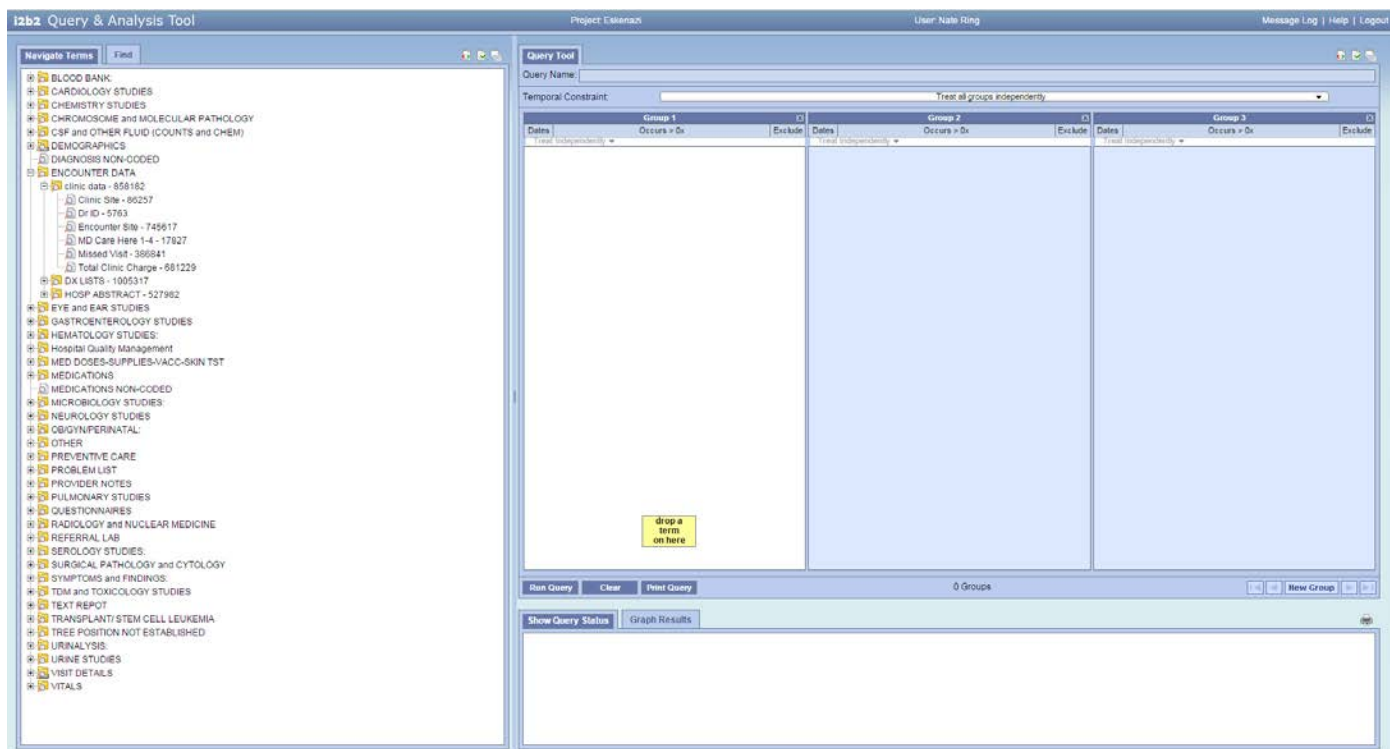 i2b2 Query & Analysis Tool
Project: Eskenazi
User: Nate Ring
Message Log | Help | Logout
Navigate Terms
Find
BLOOD BANK:
CARDIOLOGY STUDIES
CHEMISTRY STUDIES
CHROMOSOME and MOLECULAR PATHOLOGY
CSF and OTHER FLUID (COUNTS and CHEM)
DEMOGRAPHICS
DIAGNOSIS NON-CODED
ENCOUNTER DATA
clinic data - 858182
Clinic Site - 86257
Dr ID - 5763
Encounter Site - 745617
MD Care Here 1-4 - 17827
Missed Visit - 386841
Total Clinic Charge - 681229
DX LISTS - 1005317
HOSP ABSTRACT - 527982
EYE and EAR STUDIES
GASTROENTEROLOGY STUDIES
HEMATOLOGY STUDIES:
Hospital Quality Management
MED DOSES-SUPPLIES-VACC-SKIN TST
MEDICATIONS
MEDICATIONS NON-CODED
MICROBIOLOGY STUDIES:
NEUROLOGY STUDIES
OB/GYN/PERINATAL:
OTHER
PREVENTIVE CARE
PROBLEM LIST
PROVIDER NOTES
PULMONARY STUDIES
QUESTIONNAIRES
RADIOLOGY and NUCLEAR MEDICINE
REFERRAL LAB
SEROLOGY STUDIES:
SURGICAL PATHOLOGY and CYTOLOGY
SYMPTOMS and FINDINGS:
TDM and TOXICOLOGY STUDIES
TEXT REPOT
TRANSPLANT/ STEM CELL LEUKEMIA
TREE POSITION NOT ESTABLISHED
URINALYSIS:
URINE STUDIES
VISIT DETAILS
VITALS
Query Tool
Query Name:
Temporal Constraint:
Treat all groups independently
Group 1
Dates
Occurs > 0x
Exclude
Treat Independently
Group 2
Dates
Occurs > 0x
Exclude
Treat Independently
Group 3
Dates
Occurs > 0x
Exclude
Treat Independently
drop a
term
on here
Run Query
Clear
Print Query
0 Groups
New Group
Show Query Status
Graph Results